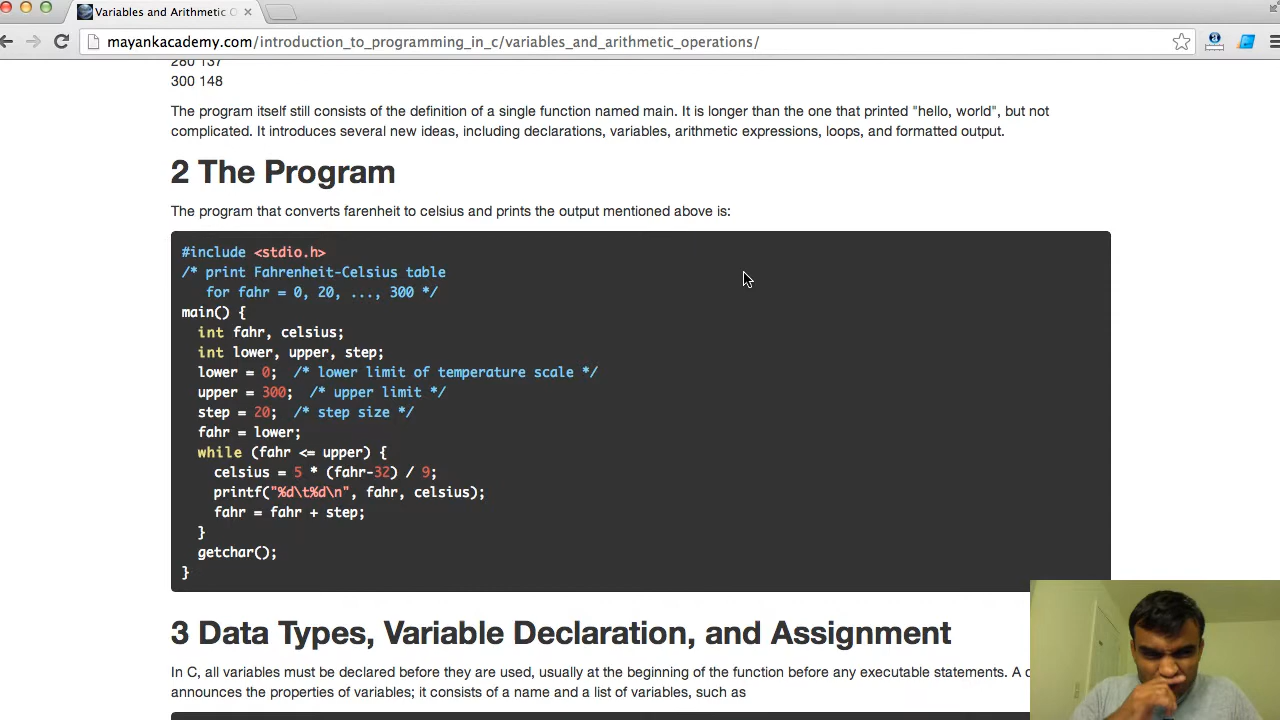 Variables and Arithmetic O
mayankacademy.com/introduction_to_programming_in_c/variables_and_arithmetic_operations/
280 137
300 148
The program itself still consists of the definition of a single function named main. It is longer than the one that printed "hello, world", but not
complicated. It introduces several new ideas, including declarations, variables, arithmetic expressions, loops, and formatted output.
2 The Program
The program that converts farenheit to celsius and prints the output mentioned above is:
#include <stdio.h>
/* print Fahrenheit-Celsius table
for fahr = 0, 20, ..., 300 */
main() {
int fahr, celsius;
int lower, upper, step;
lower = 0; /* lower limit of temperature scale */
upper = 300; /* upper limit */
step = 20; /* step size */
fahr = lower;
while (fahr <= upper) {
celsius = 5 * (fahr-32) / 9;
printf("%d\t%d\n", fahr, celsius);
fahr = fahr + step;
}
getchar();
}
3 Data Types, Variable Declaration, and Assignment
In C, all variables must be declared before they are used, usually at the beginning of the function before any executable statements. A
announces the properties of variables; it consists of a name and a list of variables, such as